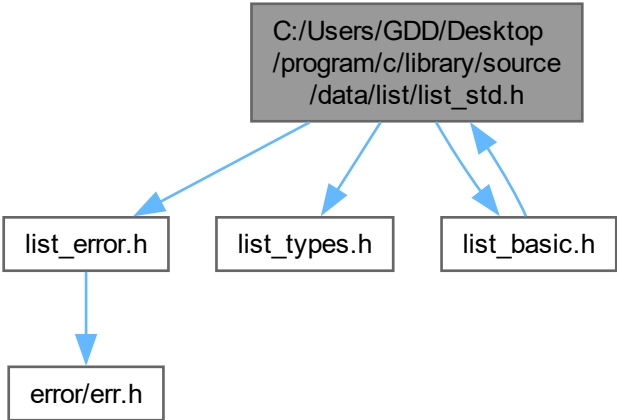 C:/Users/GDD/Desktop
/program/c/library/source
/data/list/list_std.h
list_error.h
list_types.h
list_basic.h
error/err.h